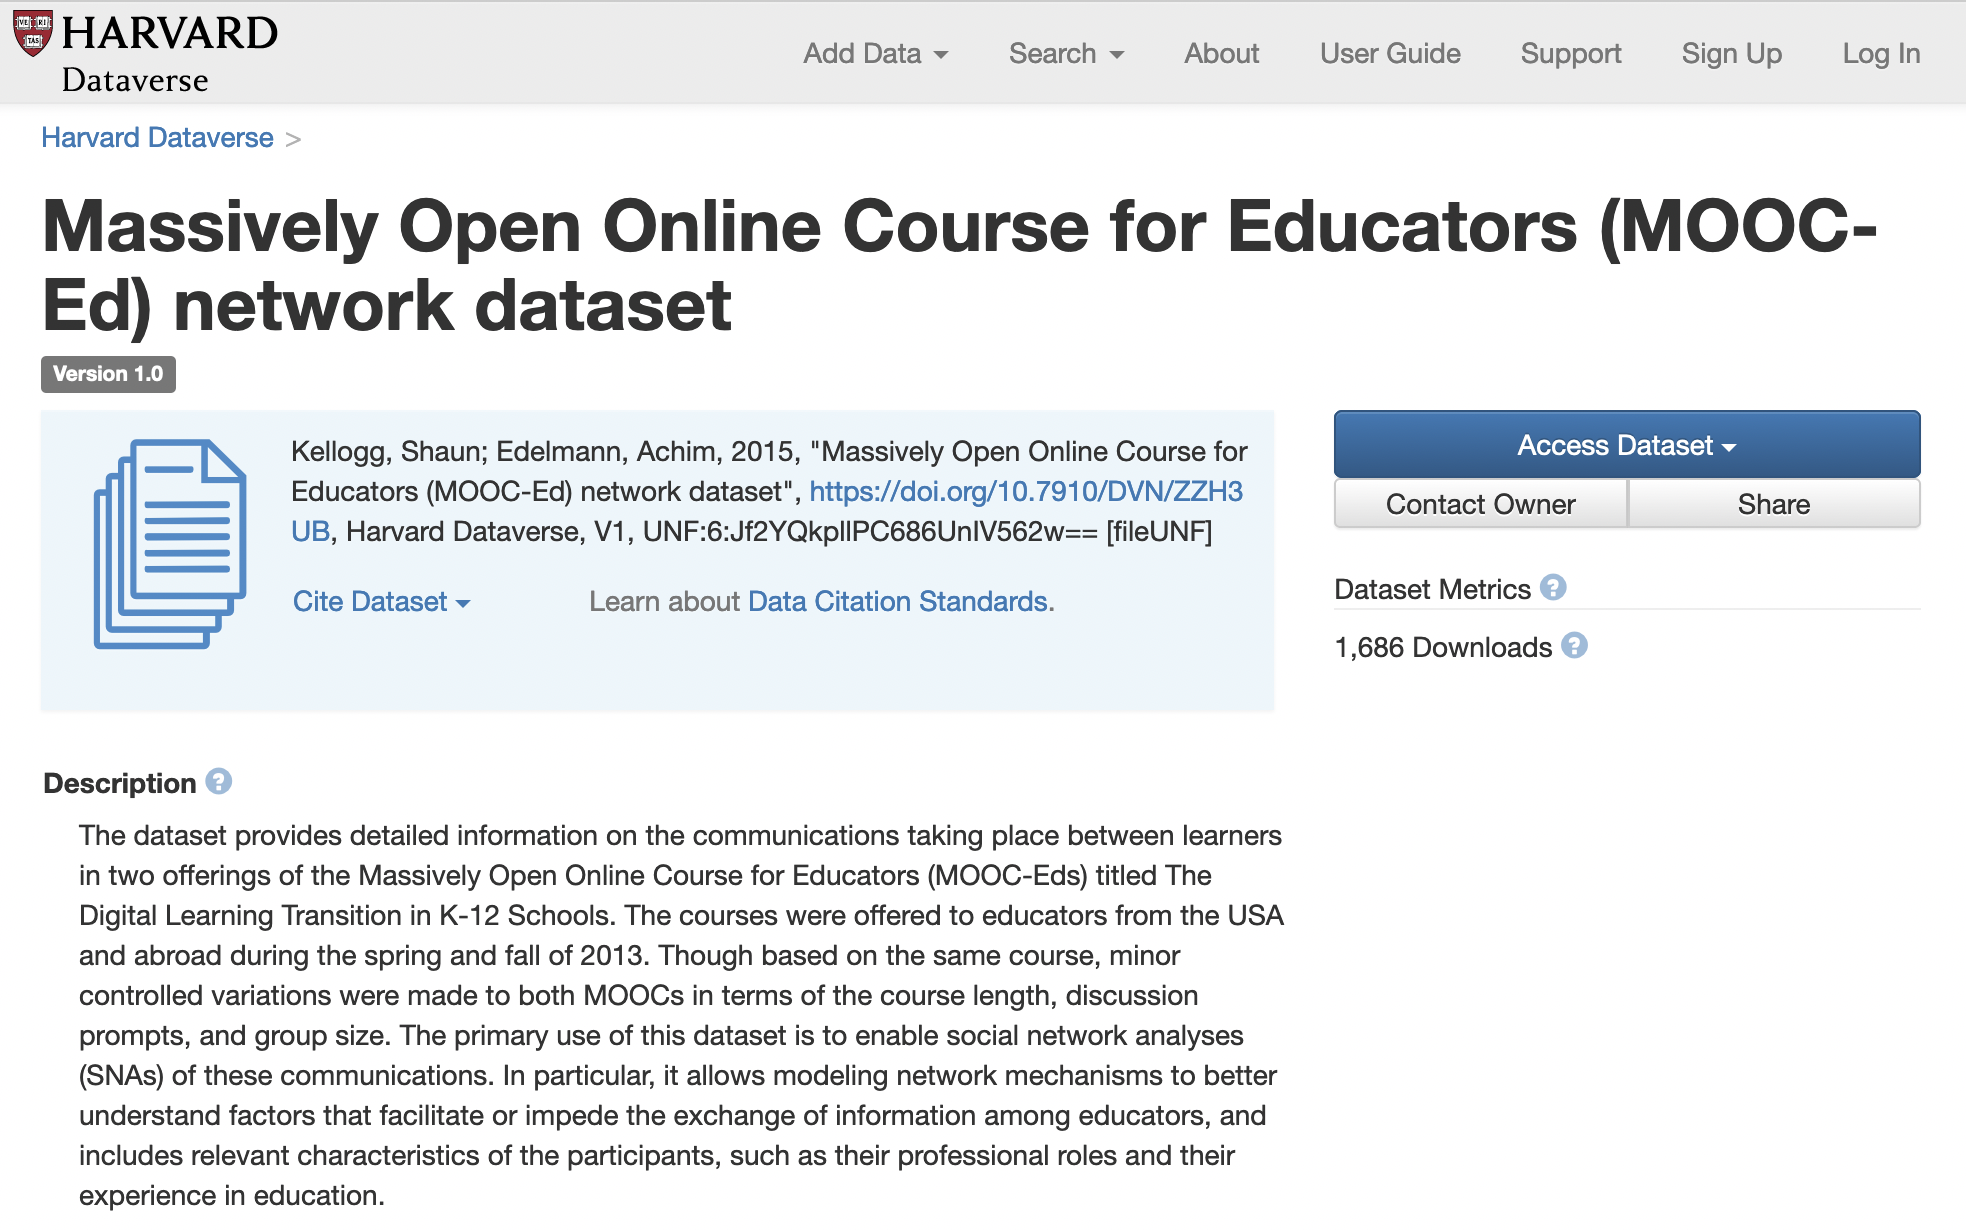 HARVARD
Dataverse
Add Data
Search
About
User Guide
Support
Sign Up
Log In
Harvard Dataverse >
Massively Open Online Course for Educators (MOOC-
Ed) network dataset
Version 1.0
Kellogg, Shaun; Edelmann, Achim, 2015, "Massively Open Online Course for
Educators (MOOC-Ed) network dataset", https://doi.org/10.7910/DVN/ZZH3
UB, Harvard Dataverse, V1, UNF:6:Jf2YQkpIlPC686UnIV562w== [fileUNF]
Cite Dataset
Learn about Data Citation Standards.
Access Dataset
Contact Owner
Share
Dataset Metrics ?
1,686 Downloads ?
Description ?
The dataset provides detailed information on the communications taking place between learners
in two offerings of the Massively Open Online Course for Educators (MOOC-Eds) titled The
Digital Learning Transition in K-12 Schools. The courses were offered to educators from the USA
and abroad during the spring and fall of 2013. Though based on the same course, minor
controlled variations were made to both MOOCs in terms of the course length, discussion
prompts, and group size. The primary use of this dataset is to enable social network analyses
(SNAs) of these communications. In particular, it allows modeling network mechanisms to better
understand factors that facilitate or impede the exchange of information among educators, and
includes relevant characteristics of the participants, such as their professional roles and their
experience in education.